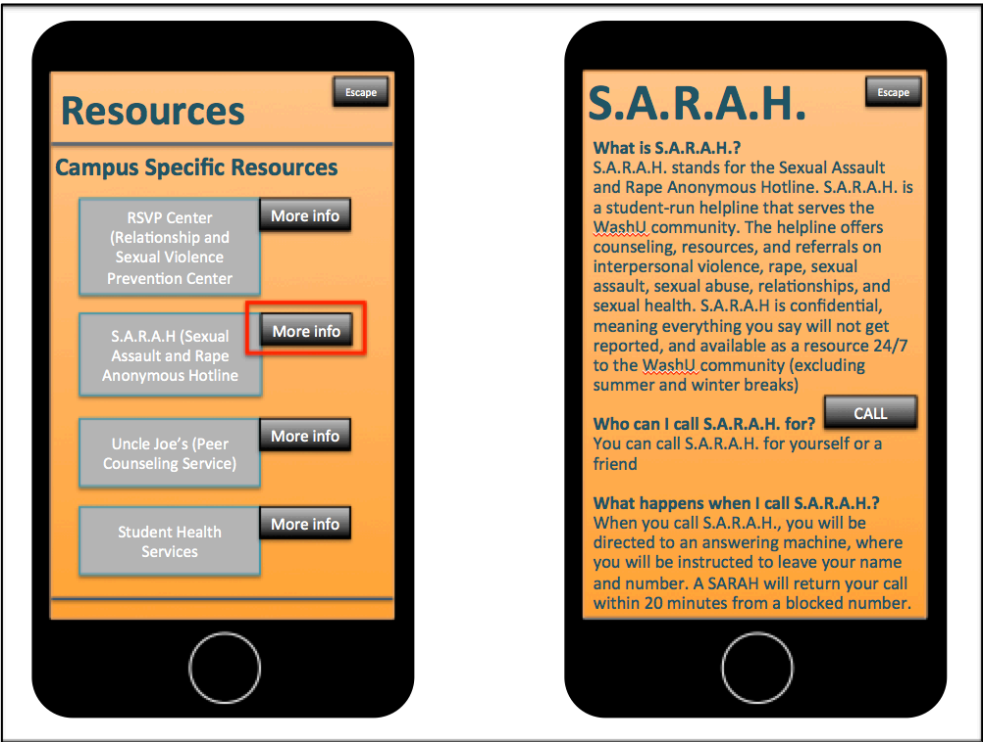 Escape
Resources
Campus Specific Resources
RSVP Center
(Relationship and
Sexual Violence
Prevention Center
More info
S.A.R.A.H (Sexual
Assault and Rape
Anonymous Hotline
More info
Uncle Joe's (Peer
Counseling Service)
More info
Student Health
Services
More info
Escape
S.A.R.A.H.
What is S.A.R.A.H.?
S.A.R.A.H. stands for the Sexual Assault
and Rape Anonymous Hotline. S.A.R.A.H. is
a student-run helpline that serves the
WashU community. The helpline offers
counseling, resources, and referrals on
interpersonal violence, rape, sexual
assault, sexual abuse, relationships, and
sexual health. S.A.R.A.H is confidential,
meaning everything you say will not get
reported, and available as a resource 24/7
to the WashU community (excluding
summer and winter breaks)
CALL
Who can I call S.A.R.A.H. for?
You can call S.A.R.A.H. for yourself or a
friend
What happens when I call S.A.R.A.H.?
When you call S.A.R.A.H., you will be
directed to an answering machine, where
you will be instructed to leave your name
and number. A SARAH will return your call
within 20 minutes from a blocked number.